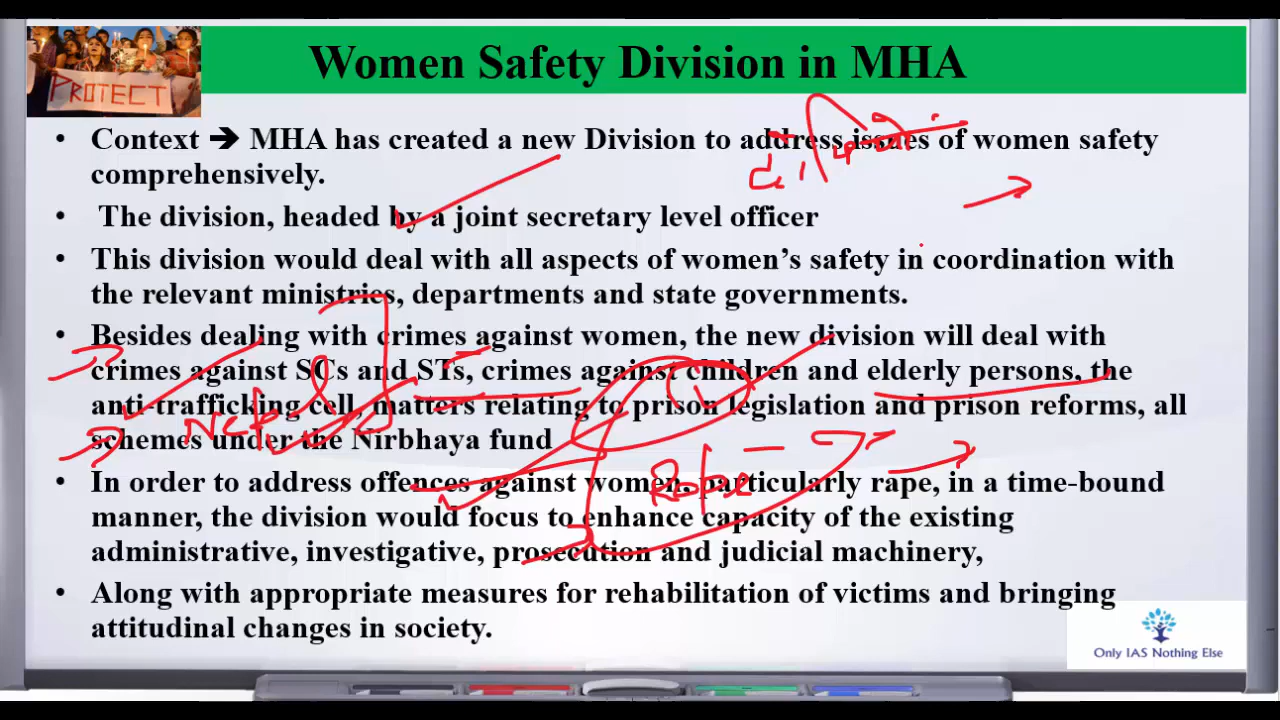 Women Safety Division in MHA
PROTECT
• Context ➔ MHA has created a new Division to address issues of women safety
comprehensively.
• The division, headed by a joint secretary level officer
• This division would deal with all aspects of women's safety in coordination with
the relevant ministries, departments and state governments.
• Besides dealing with crimes against women, the new division will deal with
crimes against SCs and STs, crimes against children and elderly persons, the
anti-trafficking cell, matters relating to prison legislation and prison reforms, all
schemes under the Nirbhaya fund
• In order to address offences against women, particularly rape, in a time-bound
manner, the division would focus to enhance capacity of the existing
administrative, investigative, prosecution and judicial machinery,
• Along with appropriate measures for rehabilitation of victims and bringing
attitudinal changes in society.
Rape
Only IAS Nothing Else